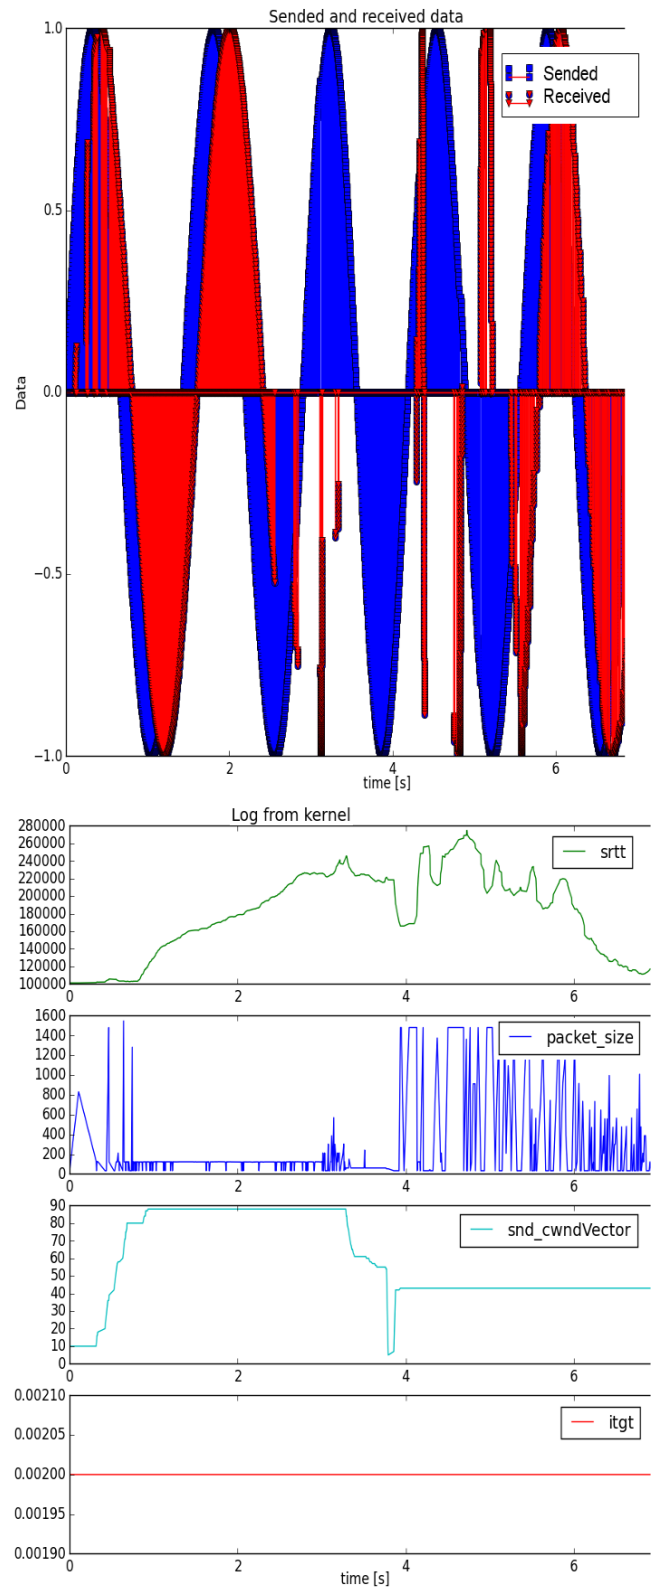 Sended and received data
1.0
0.5
0.0
−0.5
−1.0
Data
Sended
Received
0 2 4 6
time [s]
Log from kernel
280000
260000
240000
220000
200000
180000
160000
140000
120000
100000
srtt
0 2 4 6
1600
1400
1200
1000
800
600
400
200
0
packet_size
0 2 4 6
90
80
70
60
50
40
30
20
10
0
snd_cwndVector
0 2 4 6
0.00210
0.00205
0.00200
0.00195
0.00190
itgt
0 2 4 6
time [s]